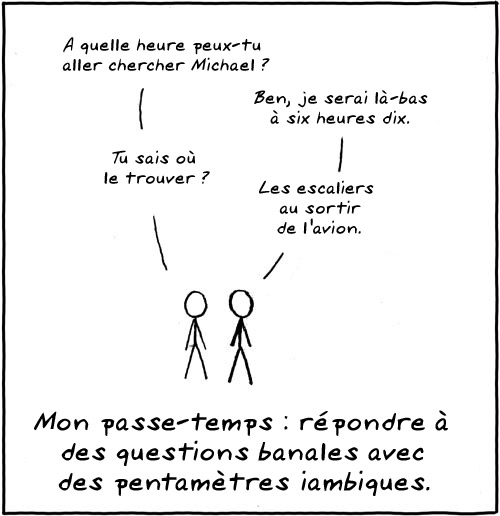 A quelle heure peux-tu
aller chercher Michael ?
Ben, je serai là-bas
à six heures dix.
Tu sais où
le trouver ?
Les escaliers
au sortir
de l'avion.
Mon passe-temps : répondre à
des questions banales avec
des pentamètres iambiques.